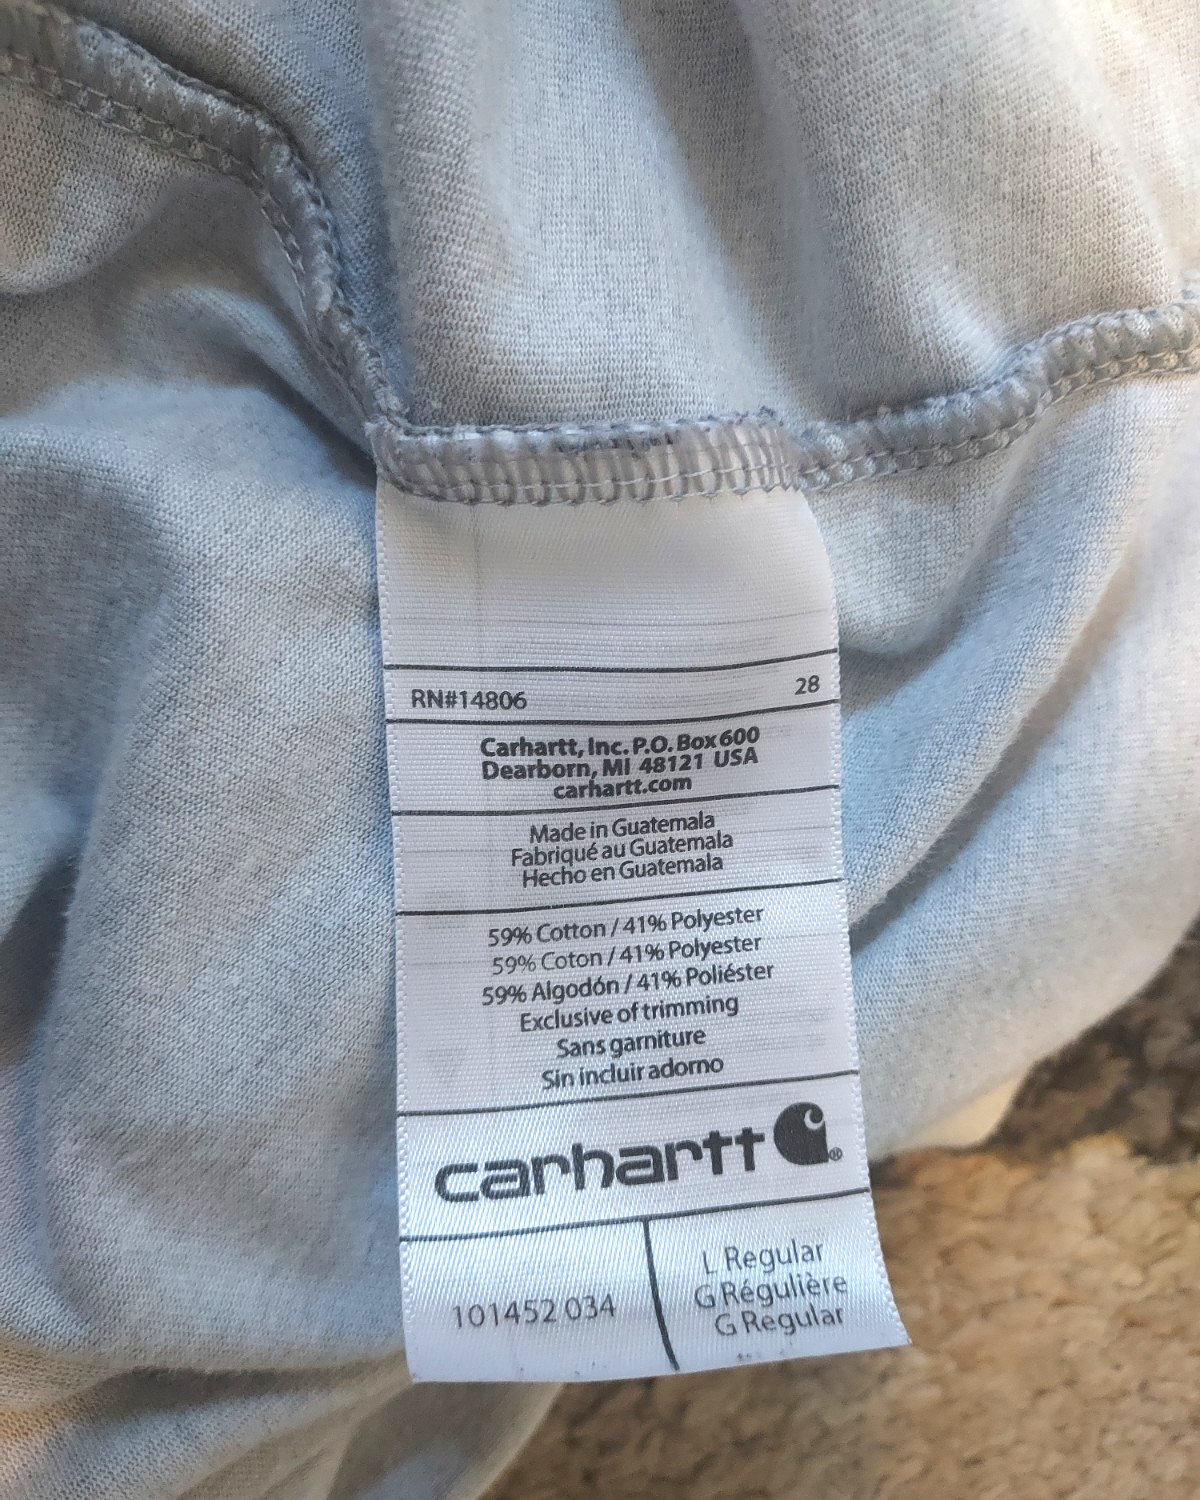 RN#14806 28
Carhartt, Inc. P.O. Box 600
Dearborn, MI 48121 USA
carhartt.com
Made in Guatemala
Fabriqué au Guatemala
Hecho en Guatemala
59% Cotton / 41% Polyester
59% Coton / 41% Polyester
59% Algodón / 41% Poliéster
Exclusive of trimming
Sans garniture
Sin incluir adorno
carhartt ®
101452 034
L Regular
G Régulière
G Regular